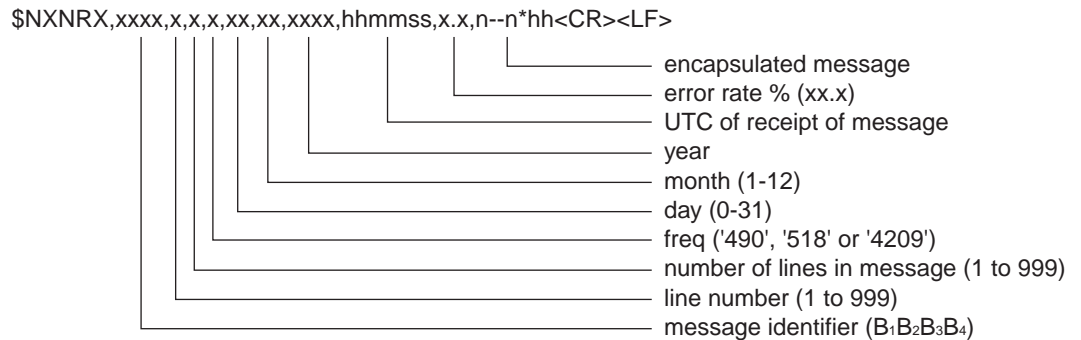 $NXNRX,xxxx,x,x,x,xx,xx,xxxx,hhmmss,x.x,n--n*hh<CR><LF>
encapsulated message
error rate % (xx.x)
UTC of receipt of message
year
month (1-12)
day (0-31)
freq ('490', '518' or '4209')
number of lines in message (1 to 999)
line number (1 to 999)
message identifier (B₁B₂B₃B₄)